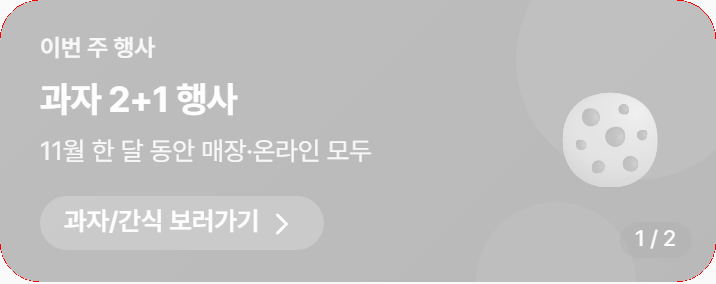 이번 주 행사
과자 2+1 행사
11월 한 달 동안 매장·온라인 모두
과자/간식 보러가기
1 / 2